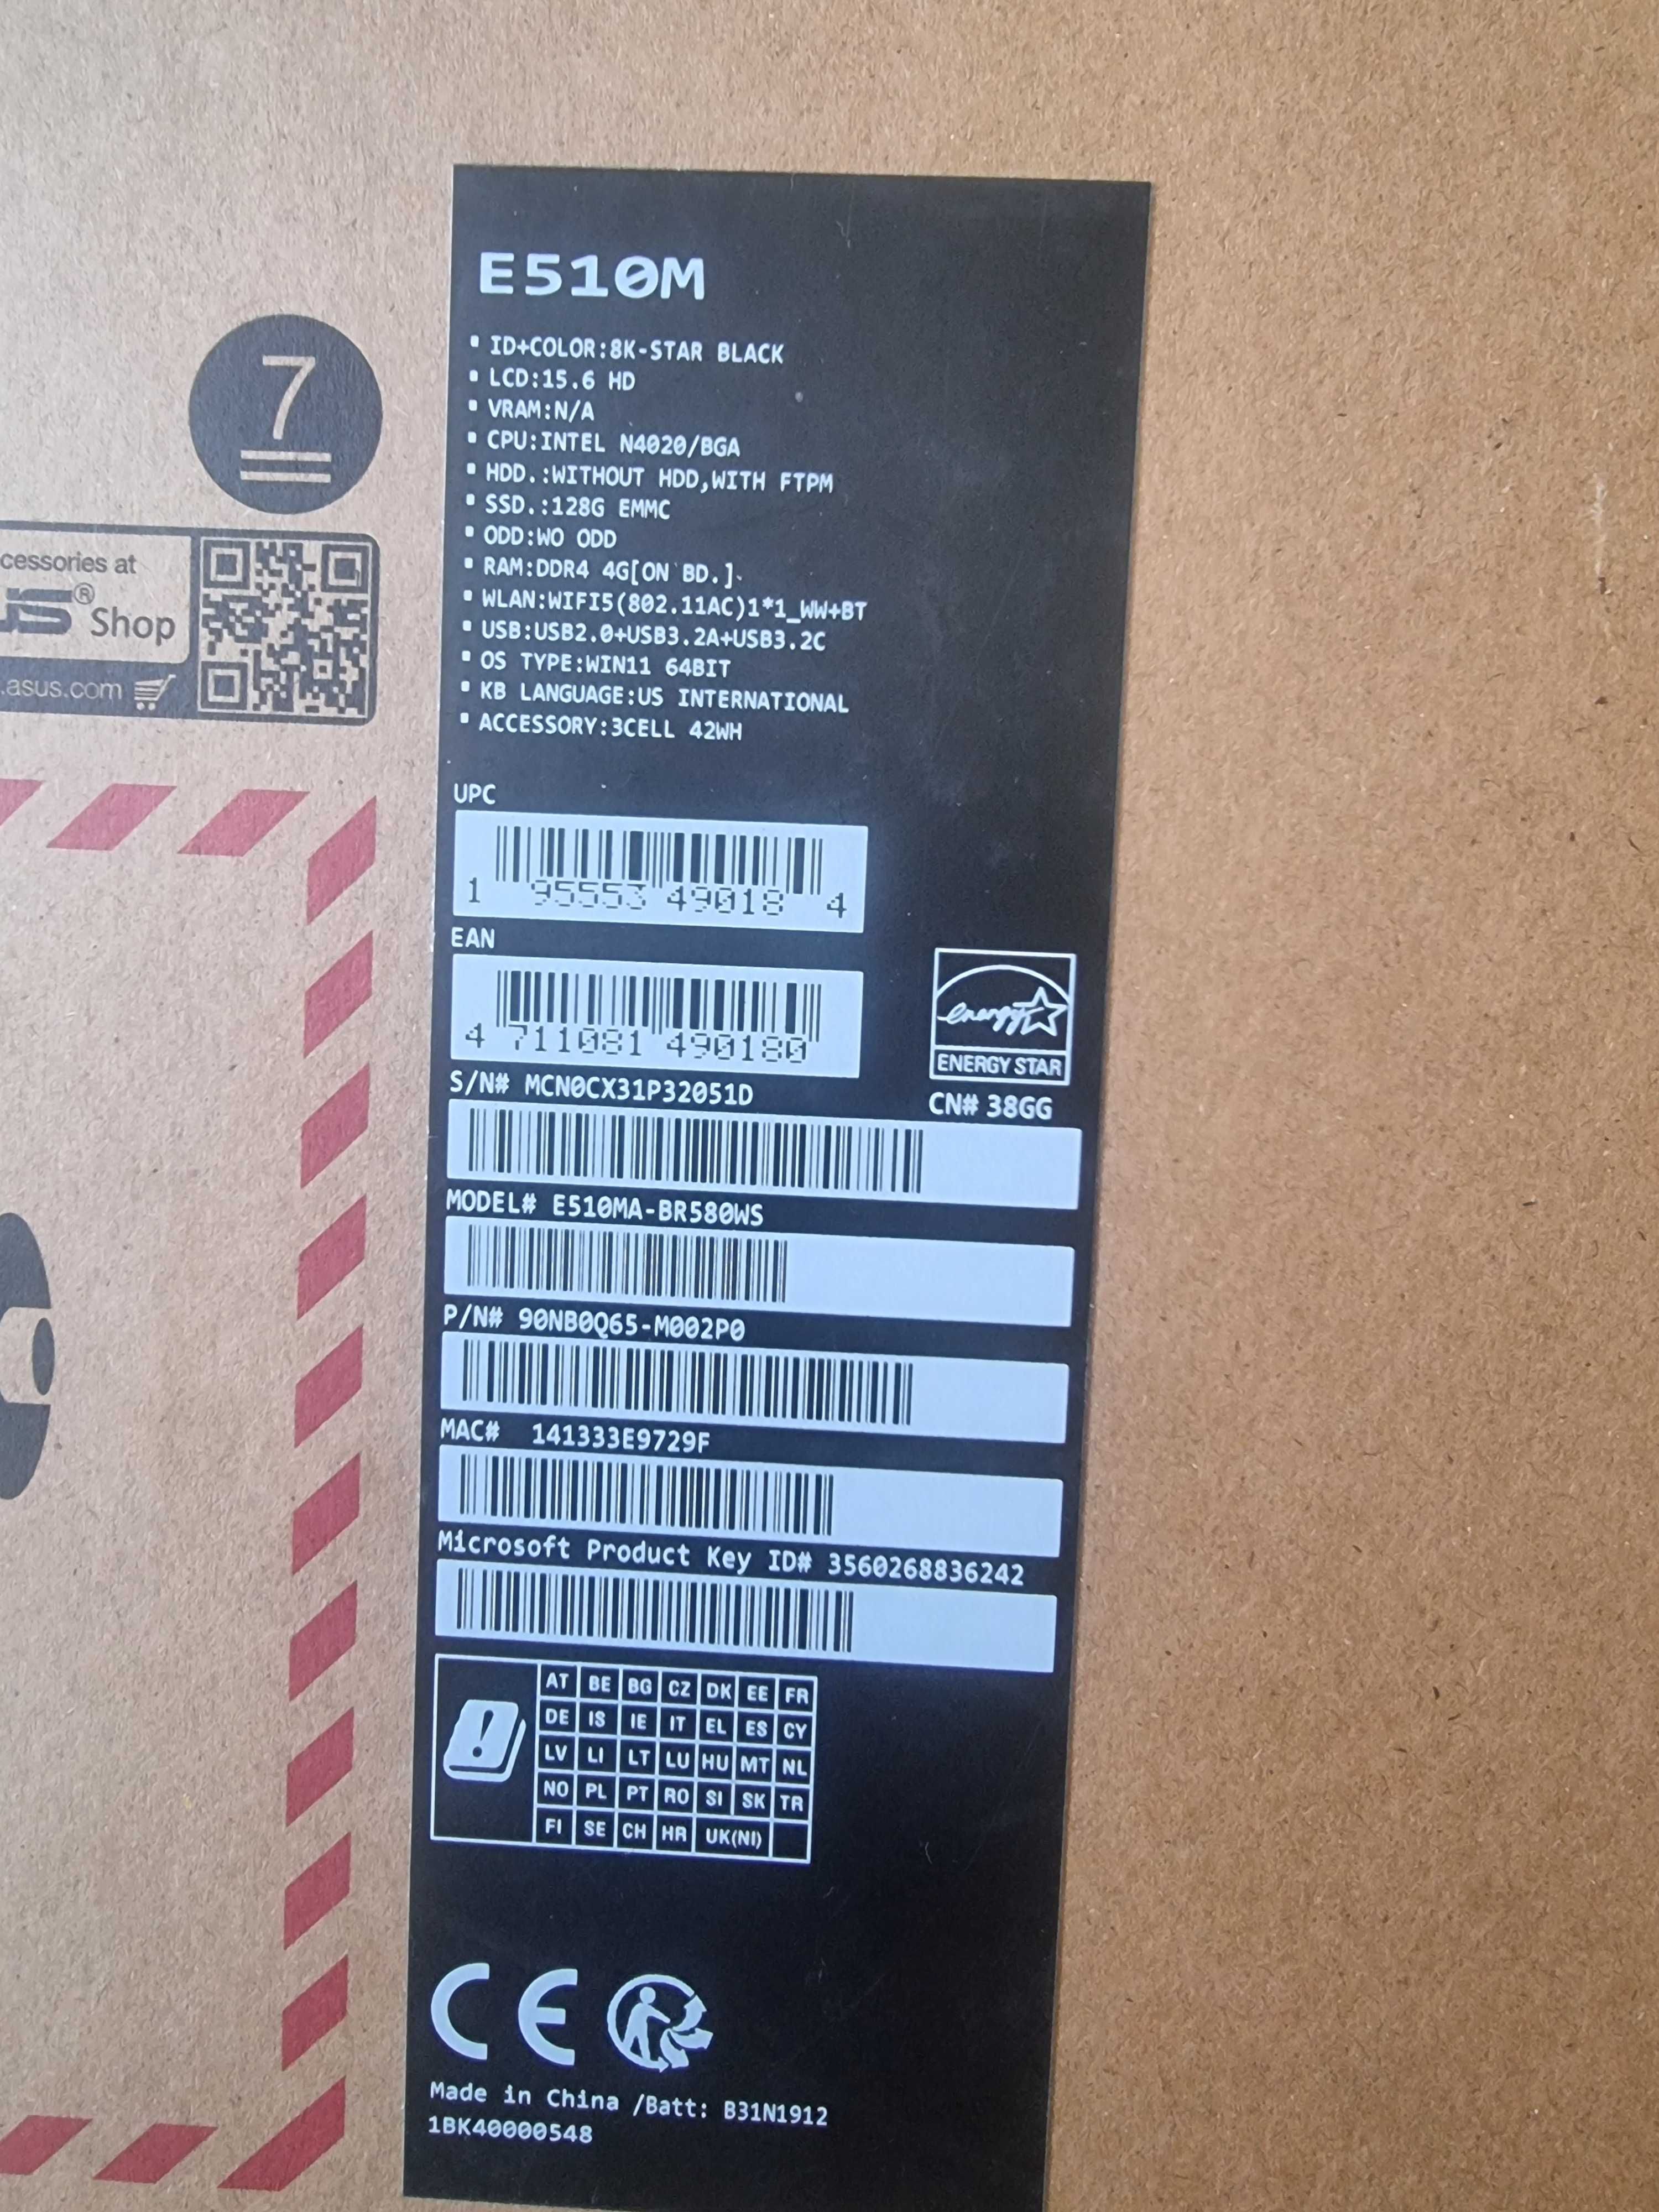 E510M
ID+COLOR:8K-STAR BLACK
LCD:15.6 HD
VRAM:N/A
CPU:INTEL N4020/BGA
HDD.:WITHOUT HDD,WITH FTPM
SSD.:128G EMMC
ODD:WO ODD
RAM:DDR4 4G[ON BD.]
WLAN:WIFI5(802.11AC)1*1_WW+BT
USB:USB2.0+USB3.2A+USB3.2C
OS TYPE:WIN11 64BIT
KB LANGUAGE:US INTERNATIONAL
ACCESSORY:3CELL 42WH
7
cessories at
US® Shop
.asus.com
UPC
1 95553 49018 4
EAN
4 711081 490180
energy
ENERGY STAR
S/N# MCN0CX31P32051D
CN# 38GG
MODEL# E510MA-BR580WS
P/N# 90NB0Q65-M002P0
MAC# 141333E9729F
Microsoft Product Key ID# 3560268836242
AT BE BG CZ DK EE FR
DE IS IE IT EL ES CY
LV LI LT LU HU MT NL
NO PL PT RO SI SK TR
FI SE CH HR UK(NI)
CE
Made in China /Batt: B31N1912
1BK40000548